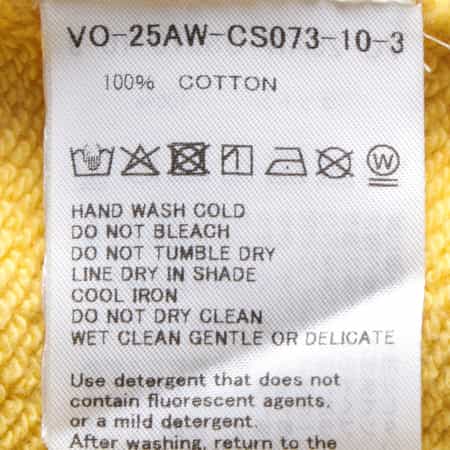 VO-25AW-CS073-10-3
100% COTTON
W
HAND WASH COLD
DO NOT BLEACH
DO NOT TUMBLE DRY
LINE DRY IN SHADE
COOL IRON
DO NOT DRY CLEAN
WET CLEAN GENTLE OR DELICATE
Use detergent that does not
contain fluorescent agents,
or a mild detergent.
After washing, return to the